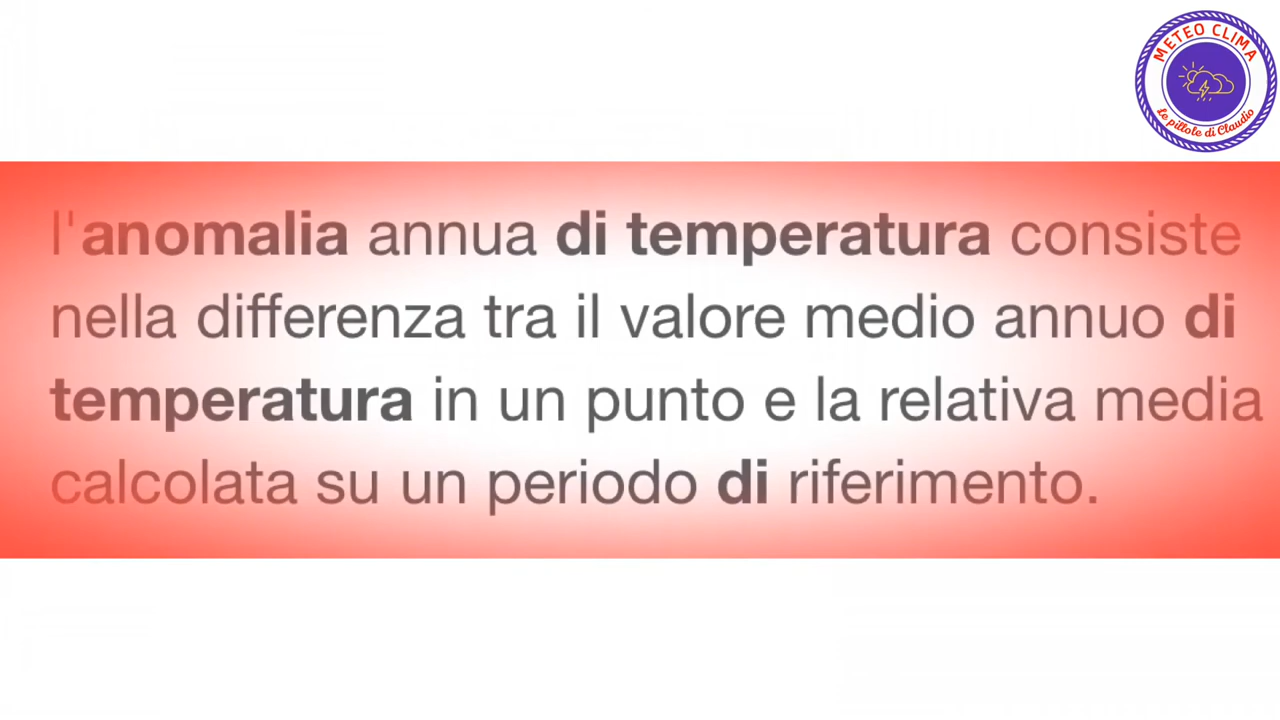 METEO CLIMA
Le pillole di Claudio
l'anomalia annua di temperatura consiste
nella differenza tra il valore medio annuo di
temperatura in un punto e la relativa media
calcolata su un periodo di riferimento.